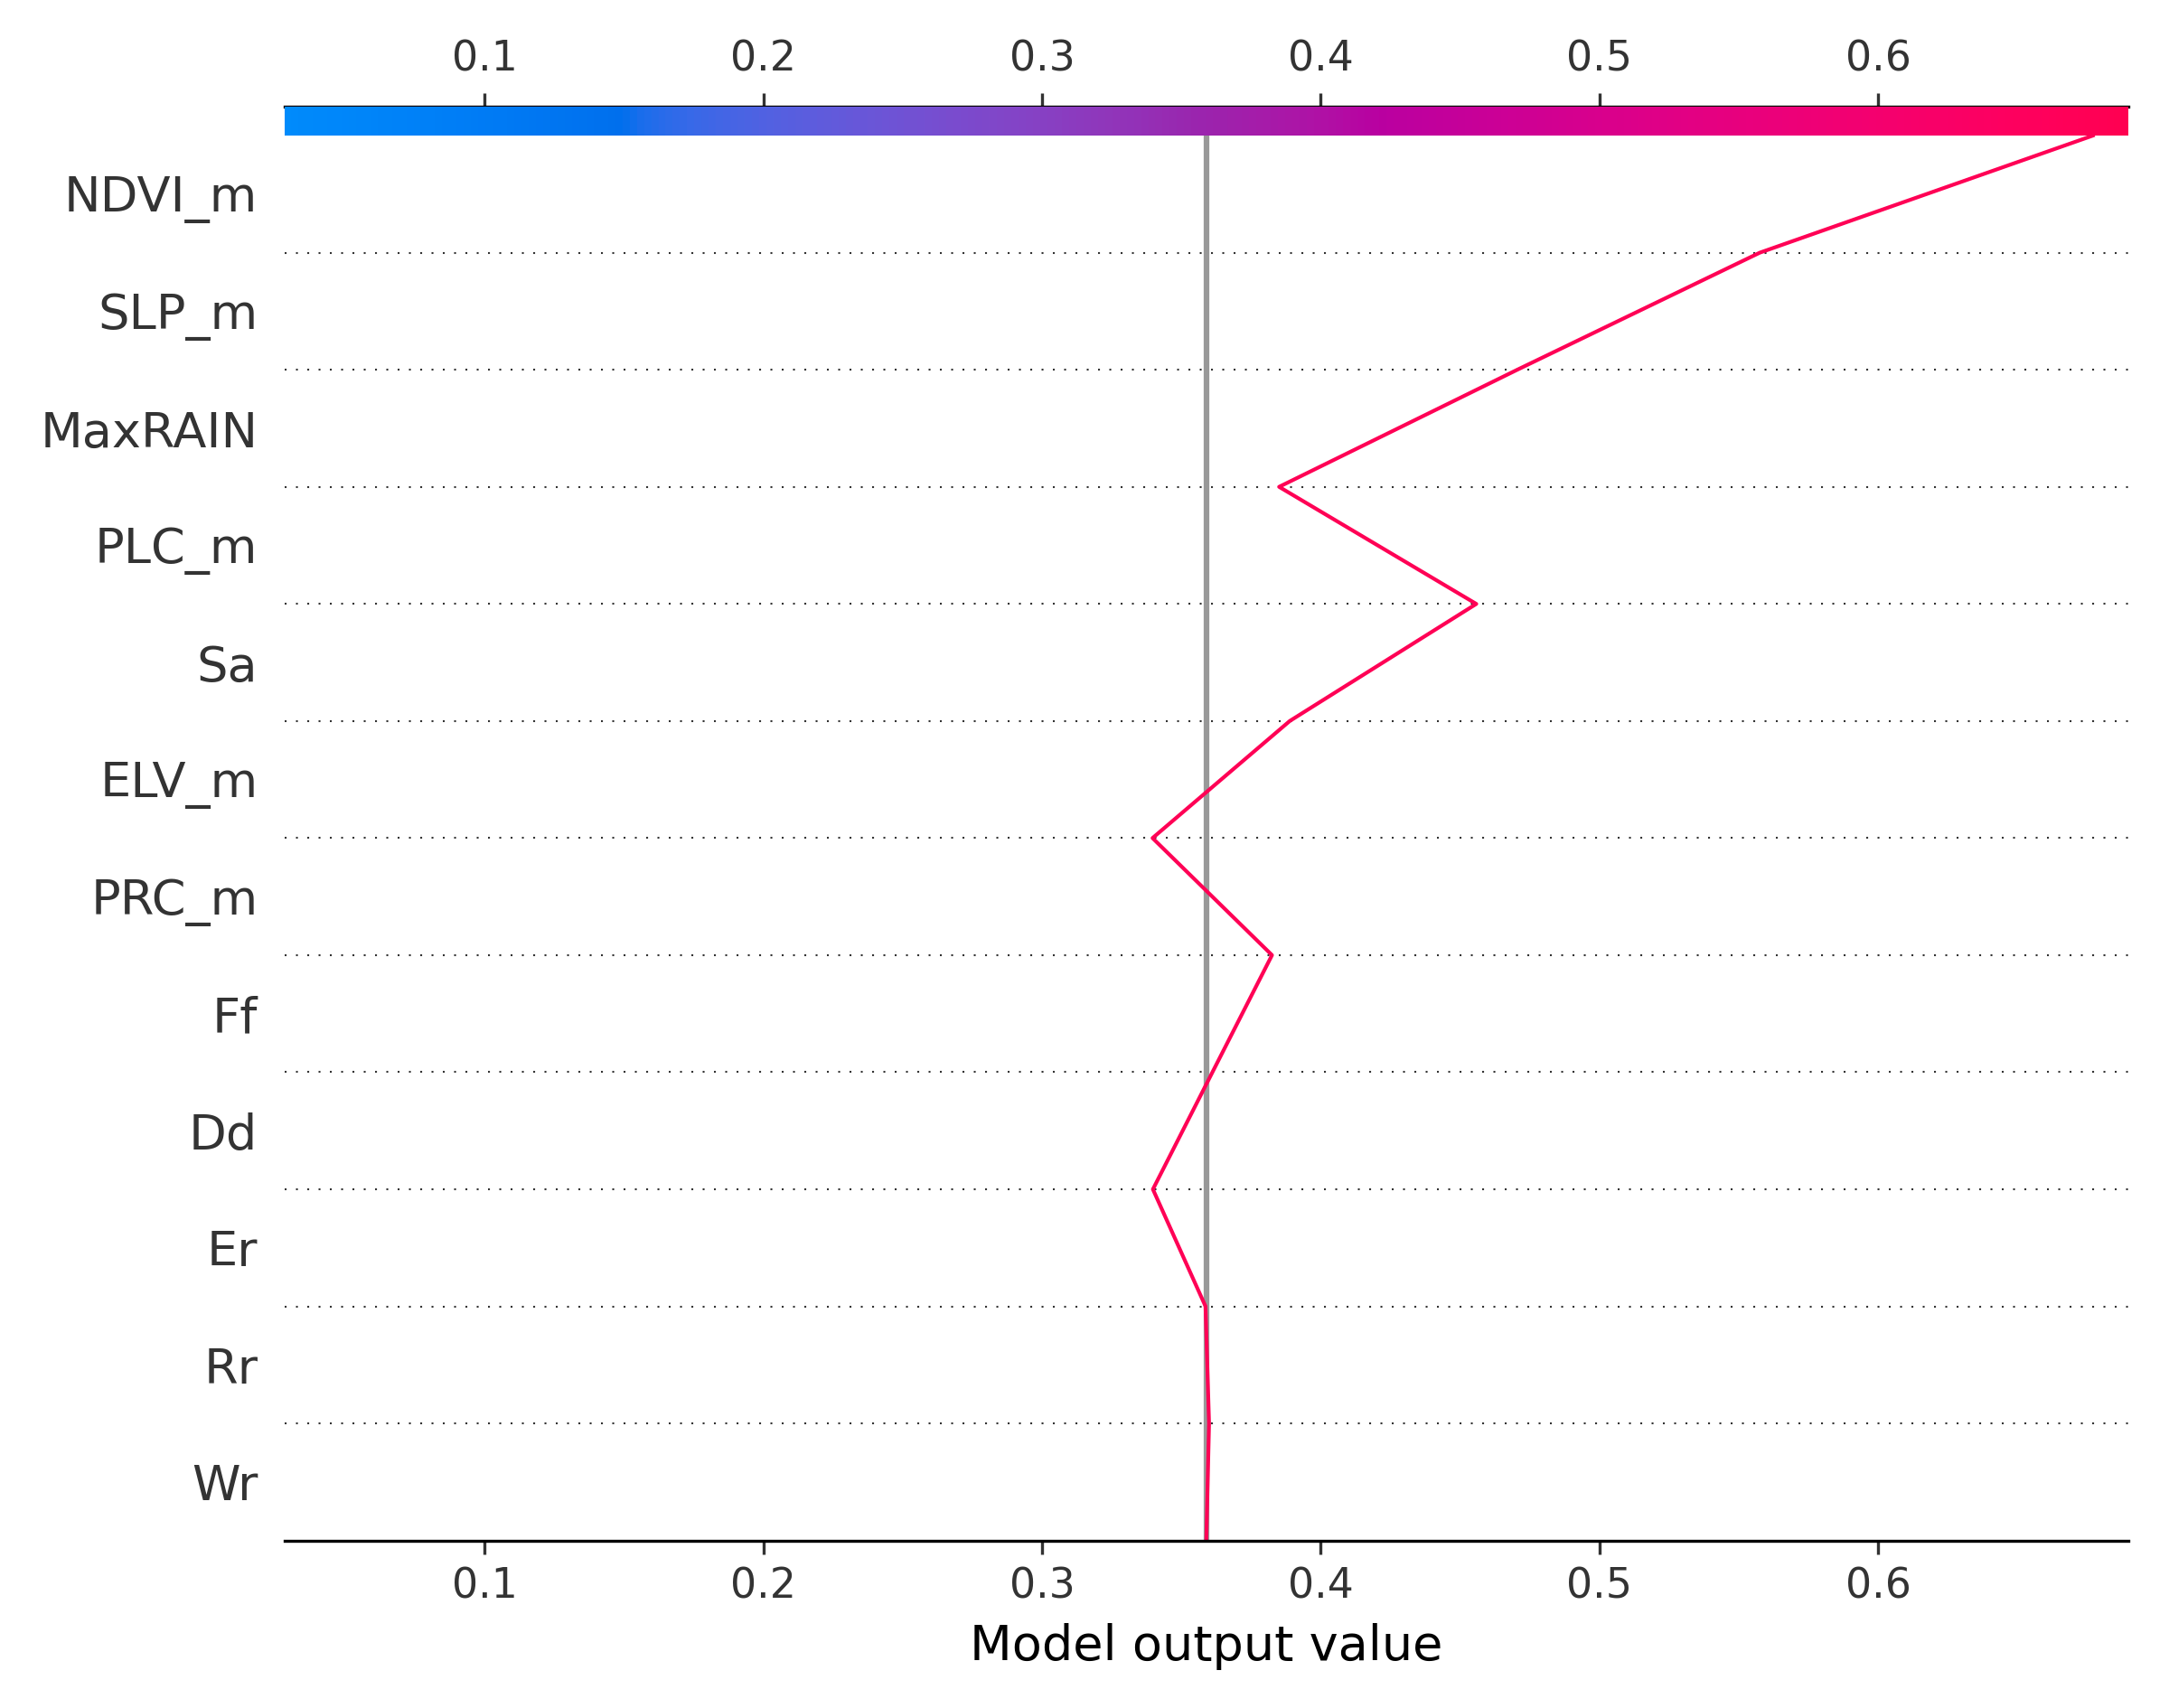 0.1 0.2 0.3 0.4 0.5 0.6
NDVI_m
SLP_m
MaxRAIN
PLC_m
Sa
ELV_m
PRC_m
Ff
Dd
Er
Rr
Wr
0.1 0.2 0.3 0.4 0.5 0.6
Model output value